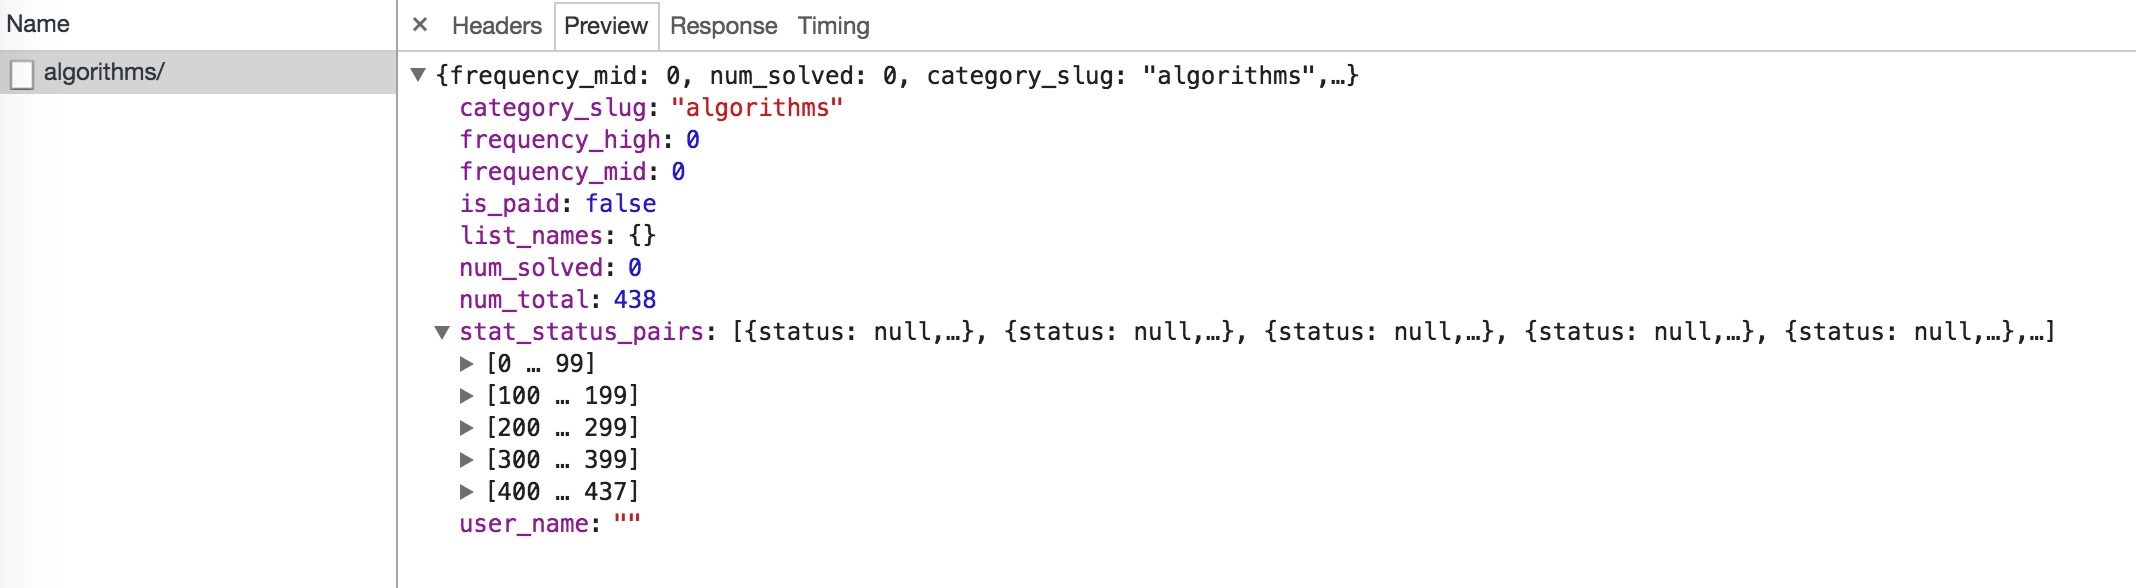 Name
algorithms/
× Headers Preview Response Timing
▼ {frequency_mid: 0, num_solved: 0, category_slug: "algorithms",…}
category_slug: "algorithms"
frequency_high: 0
frequency_mid: 0
is_paid: false
list_names: {}
num_solved: 0
num_total: 438
▼ stat_status_pairs: [{status: null,…}, {status: null,…}, {status: null,…}, {status: null,…}, {status: null,…},…]
▶ [0 … 99]
▶ [100 … 199]
▶ [200 … 299]
▶ [300 … 399]
▶ [400 … 437]
user_name: ""